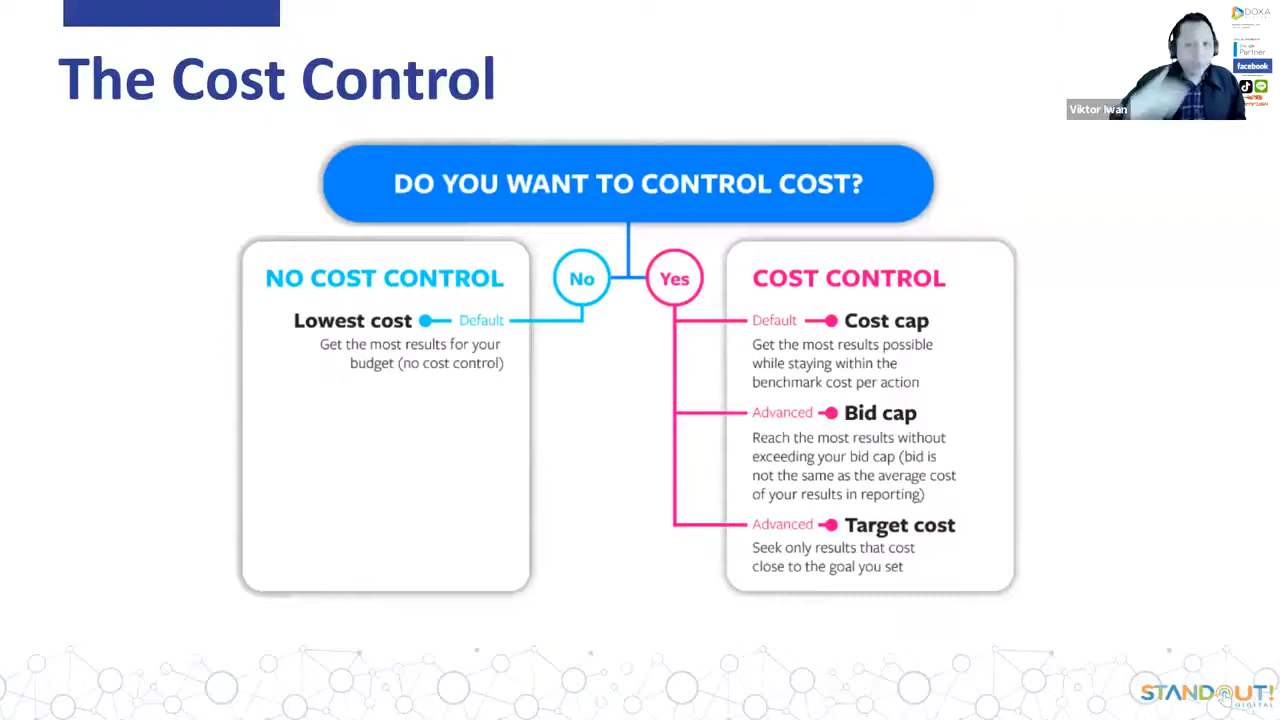 The Cost Control
DOXA
Partner
facebook
Viktor Iwan
DO YOU WANT TO CONTROL COST?
No
Yes
NO COST CONTROL
Lowest cost
Default
Get the most results for your
budget (no cost control)
COST CONTROL
Default
Cost cap
Get the most results possible
while staying within the
benchmark cost per action
Advanced
Bid cap
Reach the most results without
exceeding your bid cap (bid is
not the same as the average cost
of your results in reporting)
Advanced
Target cost
Seek only results that cost
close to the goal you set
STANDOUT!
DIGITAL